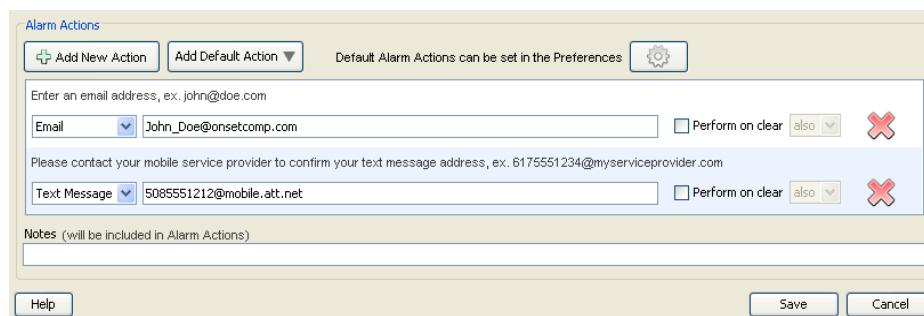 Alarm Actions
Add New Action Add Default Action Default Alarm Actions can be set in the Preferences
Enter an email address, ex. john@doe.com
Email John_Doe@onsetcomp.com Perform on clear also
Please contact your mobile service provider to confirm your text message address, ex. 6175551234@myserviceprovider.com
Text Message 5085551212@mobile.att.net Perform on clear also
Notes (will be included in Alarm Actions)
Help Save Cancel